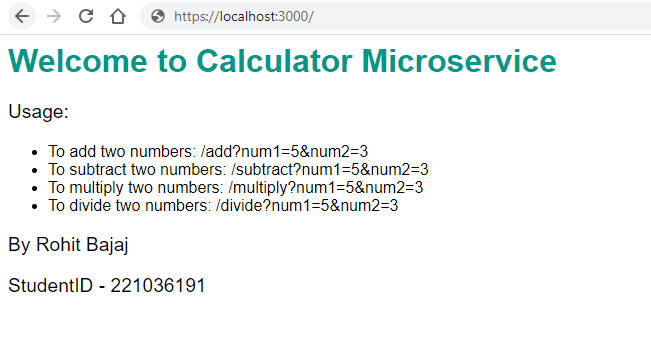 https://localhost:3000/
Welcome to Calculator Microservice
Usage:
• To add two numbers: /add?num1=5&num2=3
• To subtract two numbers: /subtract?num1=5&num2=3
• To multiply two numbers: /multiply?num1=5&num2=3
• To divide two numbers: /divide?num1=5&num2=3
By Rohit Bajaj
StudentID - 221036191